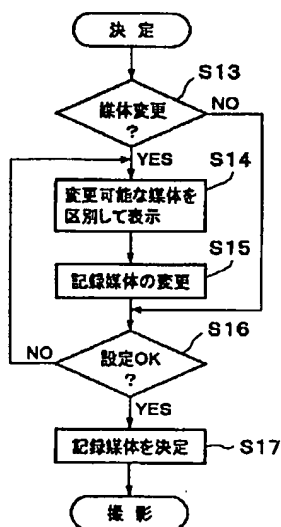 決定
S13
媒体変更
?
NO
YES
S14
変更可能な媒体を
区別して表示
S15
記録媒体の変更
S16
NO
設定OK
?
YES
記録媒体を決定
S17
撮影